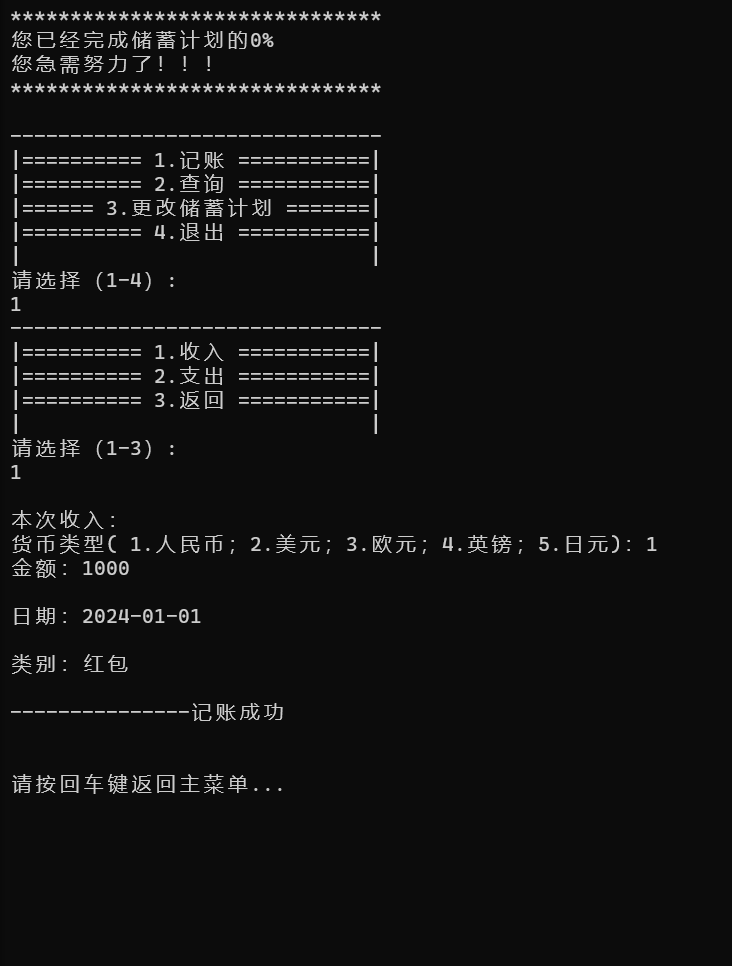 *******************************
您已经完成储蓄计划的0%
您急需努力了！！！
*******************************
-------------------------------
|========== 1.记账 ===========|
|========== 2.查询 ===========|
|====== 3.更改储蓄计划 =======|
|========== 4.退出 ===========|
|                             |
请选择（1-4）:
1
-------------------------------
|========== 1.收入 ===========|
|========== 2.支出 ===========|
|========== 3.返回 ===========|
|                             |
请选择（1-3）:
1
本次收入：
货币类型( 1.人民币；2.美元；3.欧元；4.英镑；5.日元)：1
金额：1000
日期：2024-01-01
类别：红包
---------------记账成功
请按回车键返回主菜单...